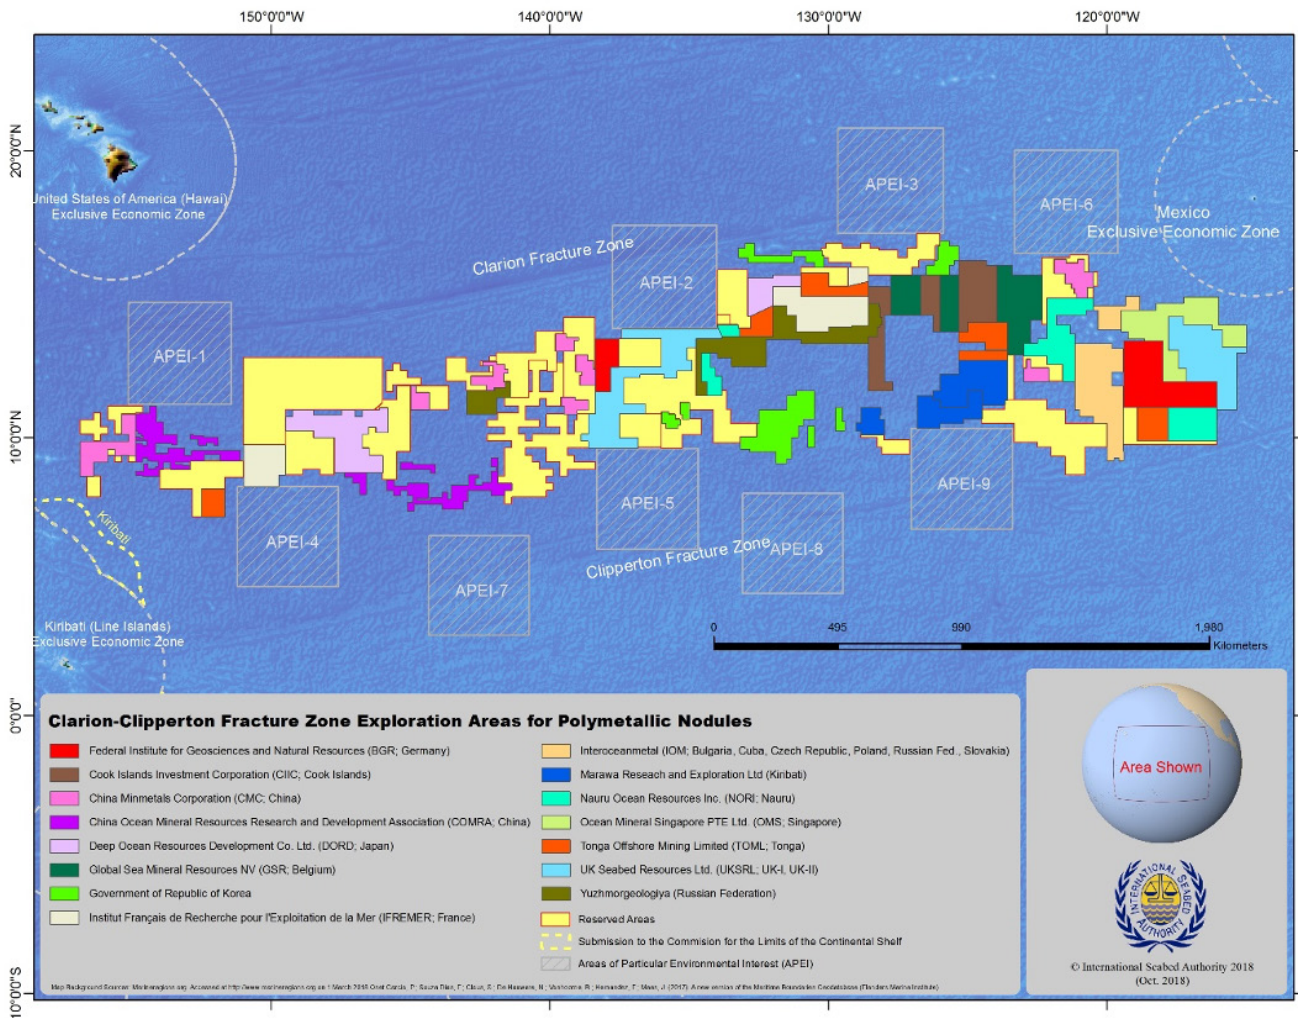 150°0'0"W 140°0'0"W 130°0'0"W 120°0'0"W
20°0'0"N
10°0'0"N
0°0'0"
10°0'0"S
United States of America (Hawai)
Exclusive Economic Zone
Clarion Fracture Zone
APEI-3
APEI-6
Mexico
Exclusive Economic Zone
APEI-2
APEI-1
APEI-9
APEI-5
APEI-4
Clipperton Fracture Zone
APEI-8
APEI-7
Kiribati
Kiribati (Line Islands)
Exclusive Economic Zone
0 495 990 1,980
Kilometers
Clarion-Clipperton Fracture Zone Exploration Areas for Polymetallic Nodules
Federal Institute for Geosciences and Natural Resources (BGR; Germany)
Cook Islands Investment Corporation (CIIC; Cook Islands)
China Minmetals Corporation (CMC; China)
China Ocean Mineral Resources Research and Development Association (COMRA; China)
Deep Ocean Resources Development Co. Ltd. (DORD; Japan)
Global Sea Mineral Resources NV (GSR; Belgium)
Government of Republic of Korea
Institut Français de Recherche pour l'Exploitation de la Mer (IFREMER; France)
Interoceanmetal (IOM; Bulgaria, Cuba, Czech Republic, Poland, Russian Fed., Slovakia)
Marawa Reseach and Exploration Ltd (Kiribati)
Nauru Ocean Resources Inc. (NORI; Nauru)
Ocean Mineral Singapore PTE Ltd. (OMS; Singapore)
Tonga Offshore Mining Limited (TOML; Tonga)
UK Seabed Resources Ltd. (UKSRL; UK-I, UK-II)
Yuzhmorgeologiya (Russian Federation)
Reserved Areas
Submission to the Commision for the Limits of the Continental Shelf
Areas of Particular Environmental Interest (APEI)
Area Shown
INTERNATIONAL SEABED AUTHORITY
© International Seabed Authority 2018
(Oct. 2018)